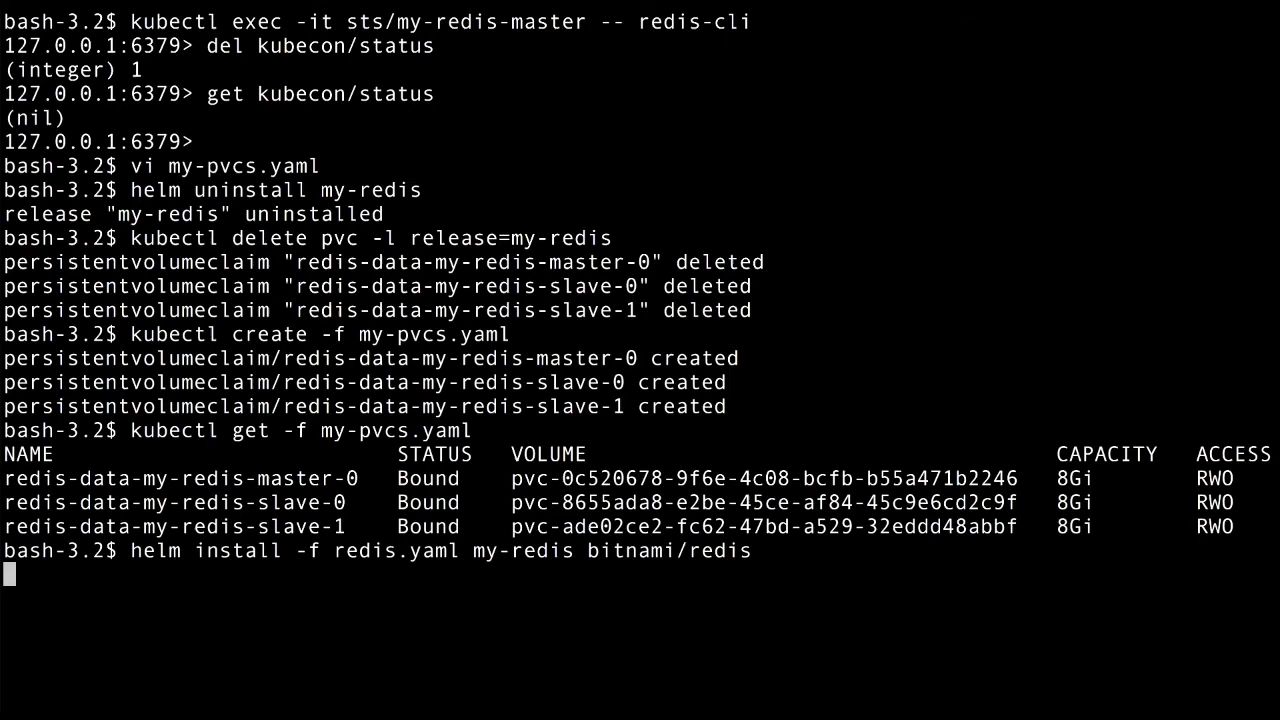 bash-3.2$ kubectl exec -it sts/my-redis-master -- redis-cli
127.0.0.1:6379> del kubecon/status
(integer) 1
127.0.0.1:6379> get kubecon/status
(nil)
127.0.0.1:6379>
bash-3.2$ vi my-pvcs.yaml
bash-3.2$ helm uninstall my-redis
release "my-redis" uninstalled
bash-3.2$ kubectl delete pvc -l release=my-redis
persistentvolumeclaim "redis-data-my-redis-master-0" deleted
persistentvolumeclaim "redis-data-my-redis-slave-0" deleted
persistentvolumeclaim "redis-data-my-redis-slave-1" deleted
bash-3.2$ kubectl create -f my-pvcs.yaml
persistentvolumeclaim/redis-data-my-redis-master-0 created
persistentvolumeclaim/redis-data-my-redis-slave-0 created
persistentvolumeclaim/redis-data-my-redis-slave-1 created
bash-3.2$ kubectl get -f my-pvcs.yaml
NAME STATUS VOLUME CAPACITY ACCESS
redis-data-my-redis-master-0 Bound pvc-0c520678-9f6e-4c08-bcfb-b55a471b2246 8Gi RWO
redis-data-my-redis-slave-0 Bound pvc-8655ada8-e2be-45ce-af84-45c9e6cd2c9f 8Gi RWO
redis-data-my-redis-slave-1 Bound pvc-ade02ce2-fc62-47bd-a529-32eddd48abbf 8Gi RWO
bash-3.2$ helm install -f redis.yaml my-redis bitnami/redis